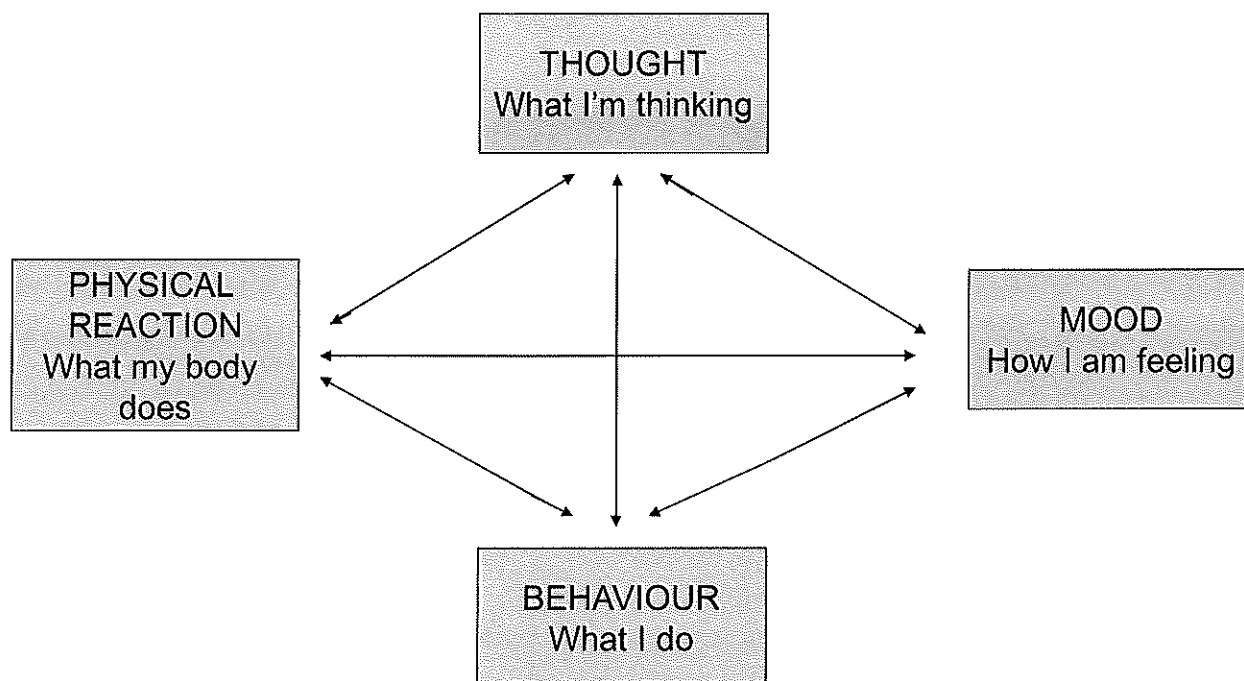 THOUGHT
What I'm thinking
PHYSICAL
REACTION
What my body
does
MOOD
How I am feeling
BEHAVIOUR
What I do